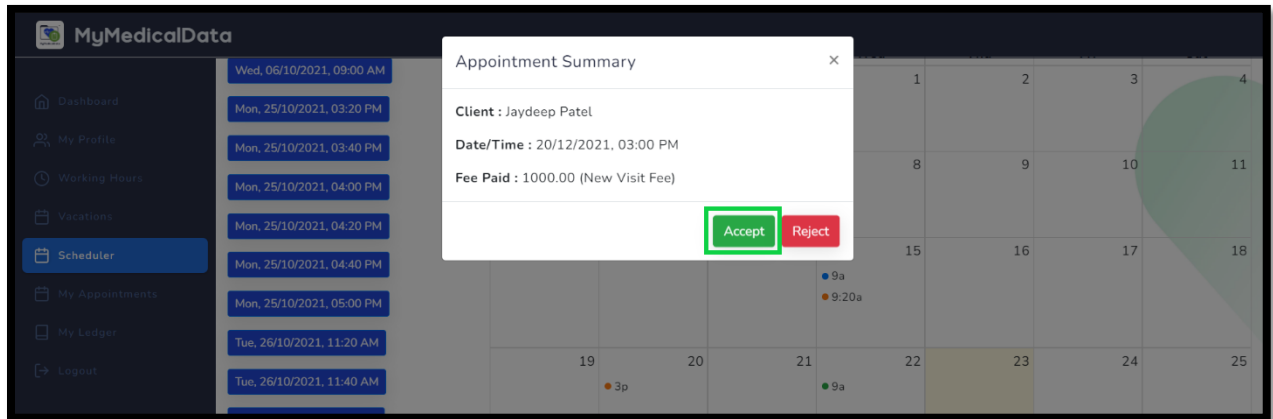 MyMedicalData
Dashboard
My Profile
Working Hours
Vacations
Scheduler
My Appointments
My Ledger
Logout
Wed, 06/10/2021, 09:00 AM
Mon, 25/10/2021, 03:20 PM
Mon, 25/10/2021, 03:40 PM
Mon, 25/10/2021, 04:00 PM
Mon, 25/10/2021, 04:20 PM
Mon, 25/10/2021, 04:40 PM
Mon, 25/10/2021, 05:00 PM
Tue, 26/10/2021, 11:20 AM
Tue, 26/10/2021, 11:40 AM
Appointment Summary ×
Client : Jaydeep Patel
Date/Time : 20/12/2021, 03:00 PM
Fee Paid : 1000.00 (New Visit Fee)
Accept Reject
1 2 3 4
8 9 10 11
15 16 17 18
9a
9:20a
19 20 21 22 23 24 25
3p 9a